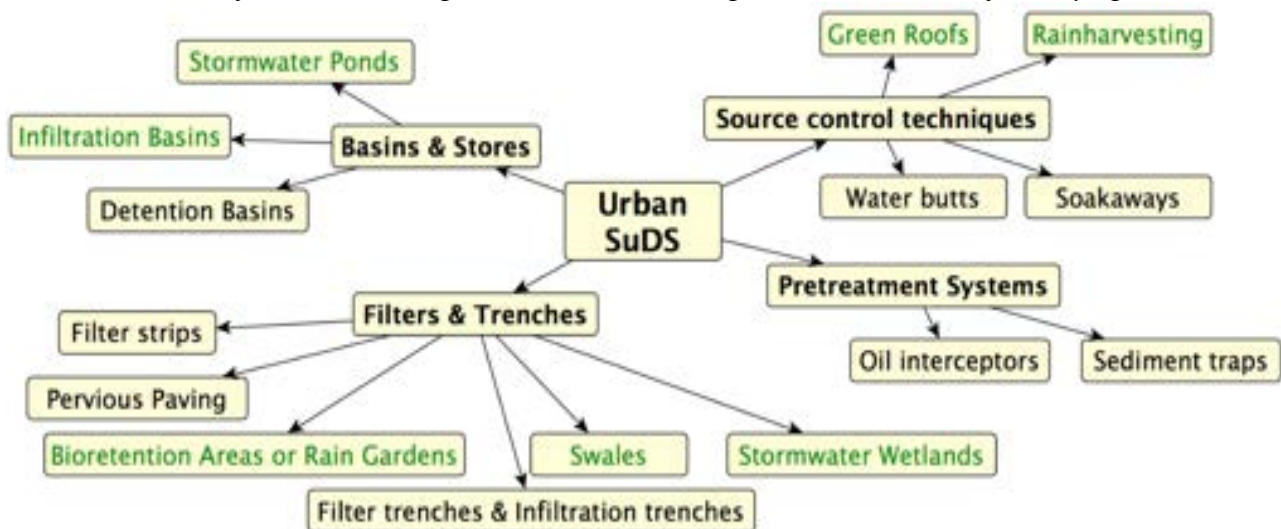 Green Roofs
Rainharvesting
Stormwater Ponds
Source control techniques
Infiltration Basins
Basins & Stores
Water butts
Soakaways
Detention Basins
Urban
SuDS
Pretreatment Systems
Filters & Trenches
Filter strips
Oil interceptors
Sediment traps
Pervious Paving
Bioretention Areas or Rain Gardens
Swales
Stormwater Wetlands
Filter trenches & Infiltration trenches